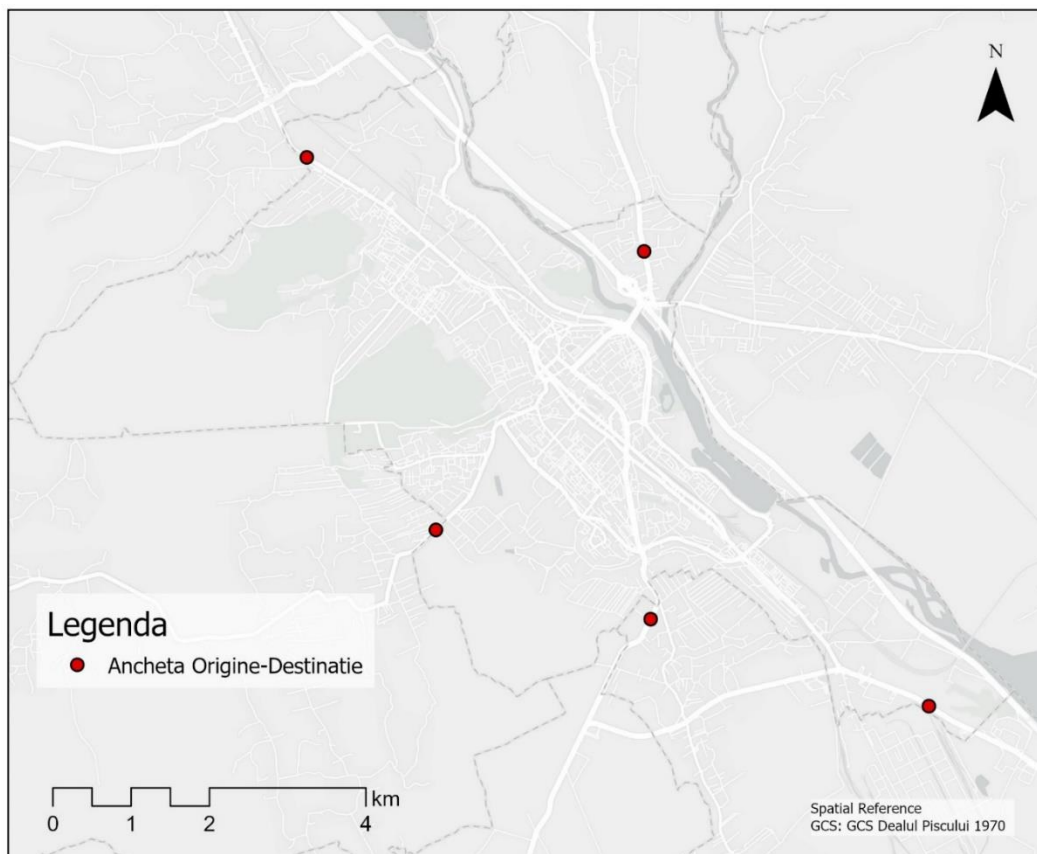 N
Legenda
Ancheta Origine-Destinatie
km
0 1 2 4
Spatial Reference
GCS: GCS Dealul Piscului 1970